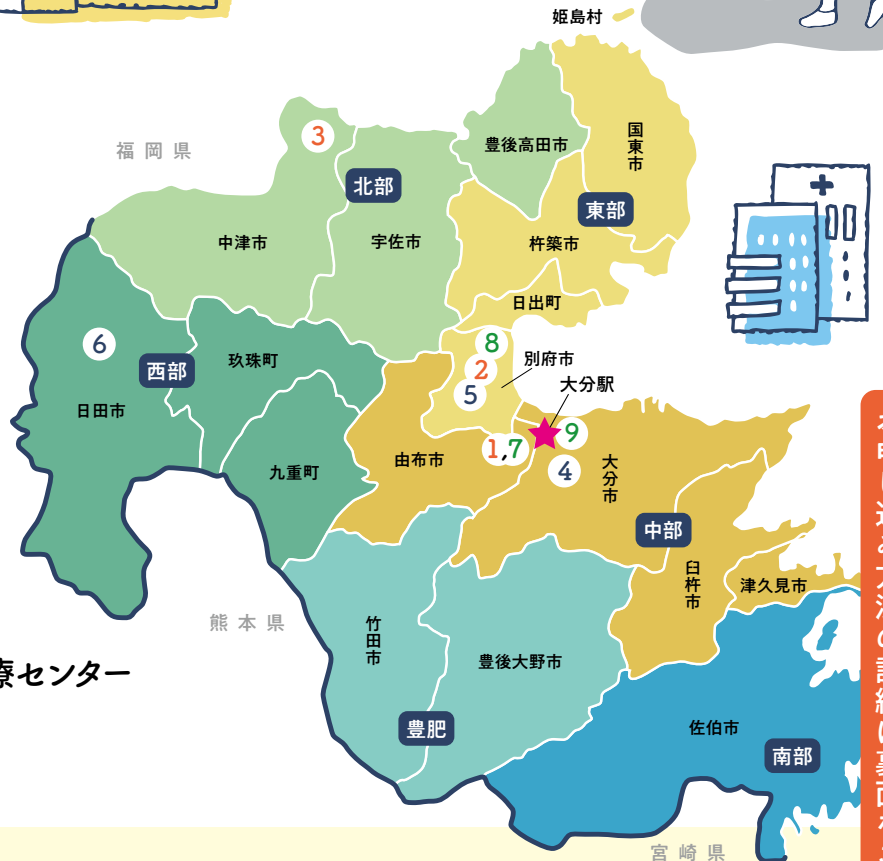 姫島村
福岡県
3
豊後高田市
国東市
北部
東部
中津市
宇佐市
杵築市
日出町
6
玖珠町
西部
8
別府市
2
大分駅
5
日田市
9
1,7
由布市
大分市
九重町
4
中部
臼杵市
津久見市
熊本県
竹田市
豊後大野市
療センター
豊肥
佐伯市
南部
宮崎県